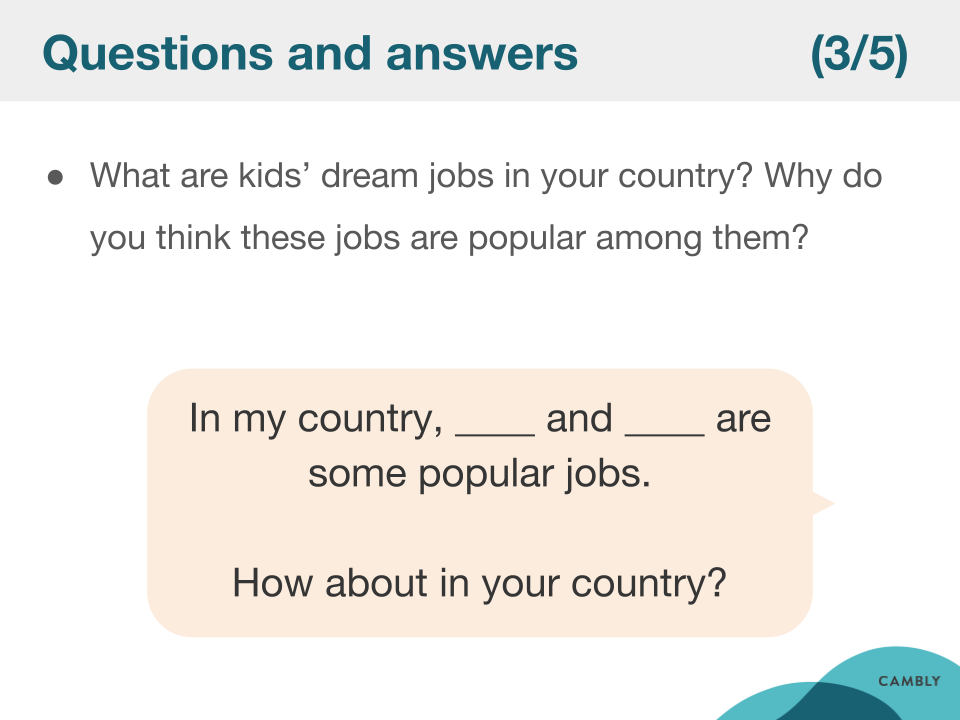 Questions and answers (3/5)
● What are kids’ dream jobs in your country? Why do
you think these jobs are popular among them?
In my country, ____ and ____ are
some popular jobs.
How about in your country?
CAMBLY